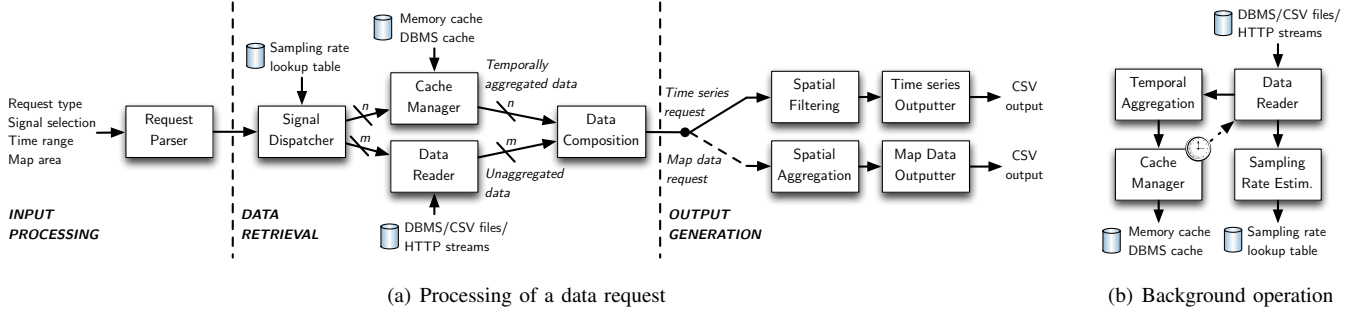 Request type
Signal selection
Time range
Map area
Request
Parser
INPUT
PROCESSING
Sampling rate
lookup table
Signal
Dispatcher
n
m
Memory cache
DBMS cache
Cache
Manager
Data
Reader
DBMS/CSV files/
HTTP streams
Temporally
aggregated data
n
m
Unaggregated
data
Data
Composition
DATA
RETRIEVAL
Time series
request
Map data
request
Spatial
Filtering
Time series
Outputter
CSV
output
Spatial
Aggregation
Map Data
Outputter
CSV
output
OUTPUT
GENERATION
(a) Processing of a data request
DBMS/CSV files/
HTTP streams
Temporal
Aggregation
Data
Reader
Cache
Manager
Sampling
Rate Estim.
Memory cache
DBMS cache
Sampling rate
lookup table
(b) Background operation